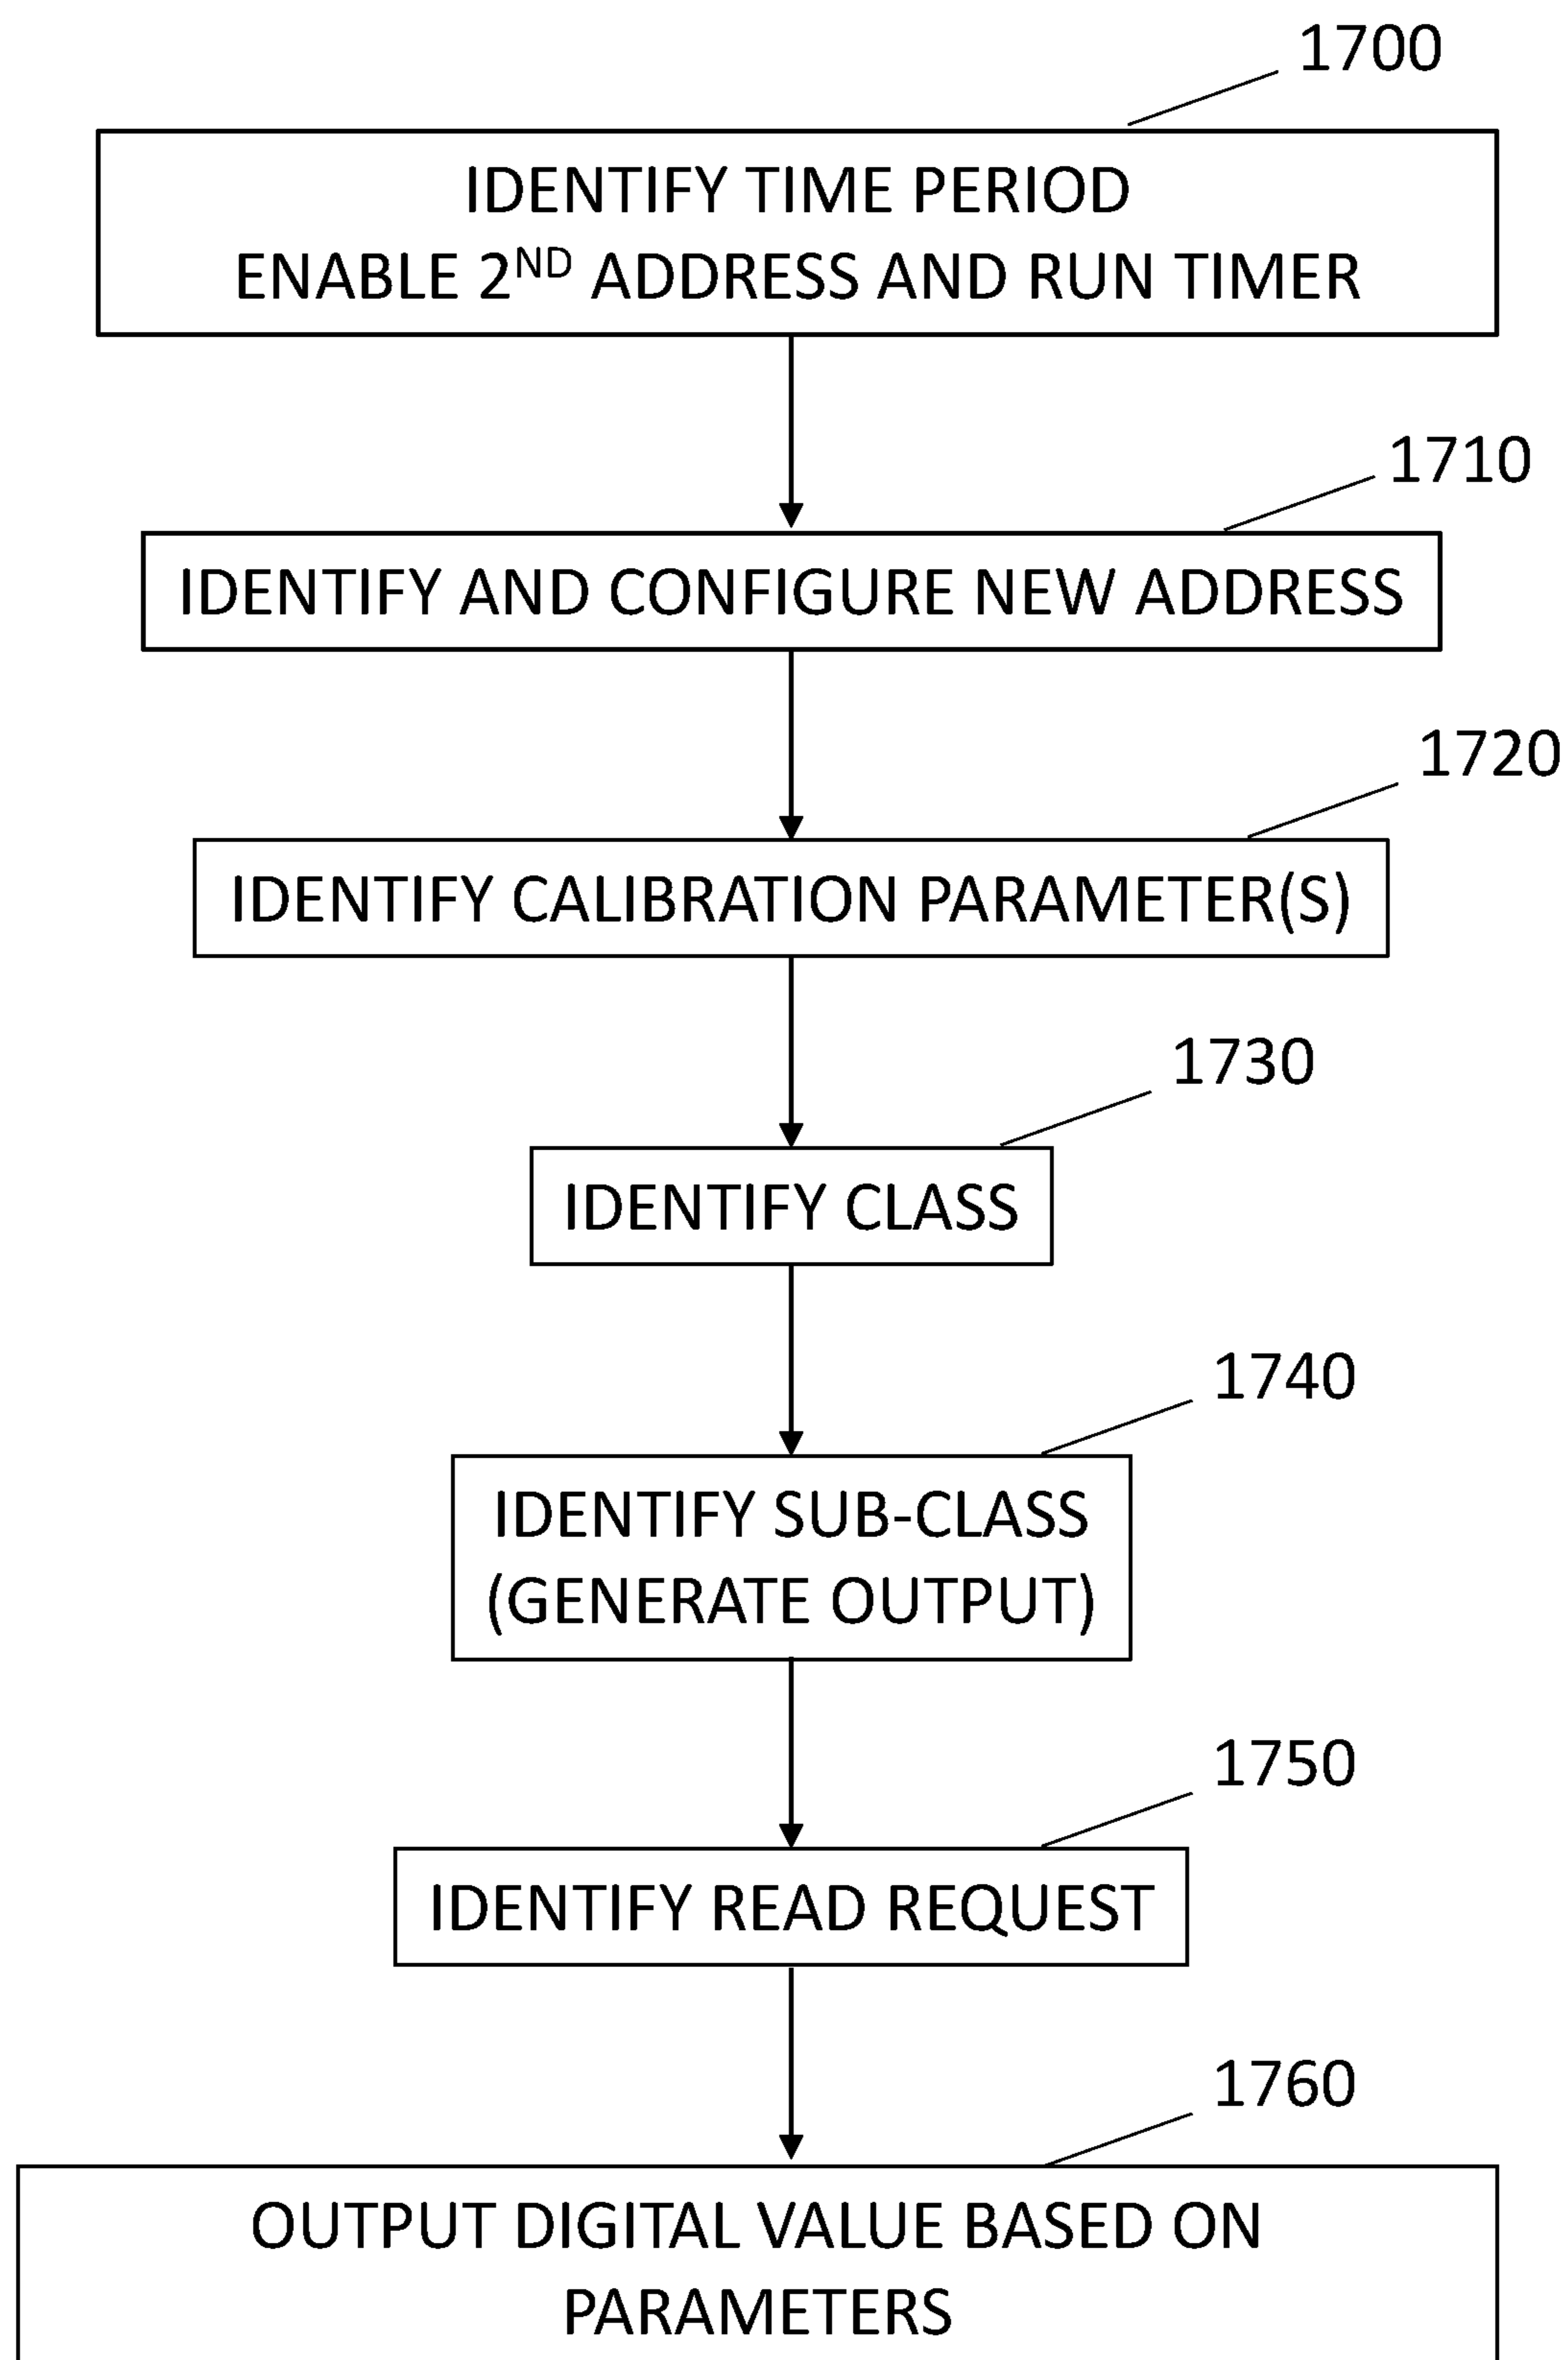 1700
IDENTIFY TIME PERIOD
ENABLE 2ND ADDRESS AND RUN TIMER
1710
IDENTIFY AND CONFIGURE NEW ADDRESS
1720
IDENTIFY CALIBRATION PARAMETER(S)
1730
IDENTIFY CLASS
1740
IDENTIFY SUB-CLASS
(GENERATE OUTPUT)
1750
IDENTIFY READ REQUEST
1760
OUTPUT DIGITAL VALUE BASED ON
PARAMETERS